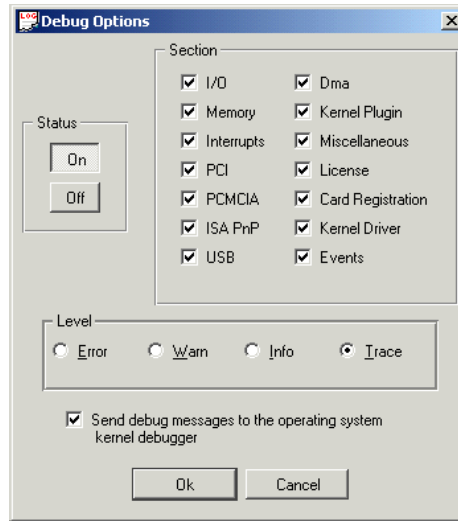 LOG
Debug Options
Section
I/O
Dma
Memory
Kernel Plugin
Interrupts
Miscellaneous
PCI
License
PCMCIA
Card Registration
ISA PnP
Kernel Driver
USB
Events
Status
On
Off
Level
Error
Warn
Info
Trace
Send debug messages to the operating system
kernel debugger
Ok
Cancel